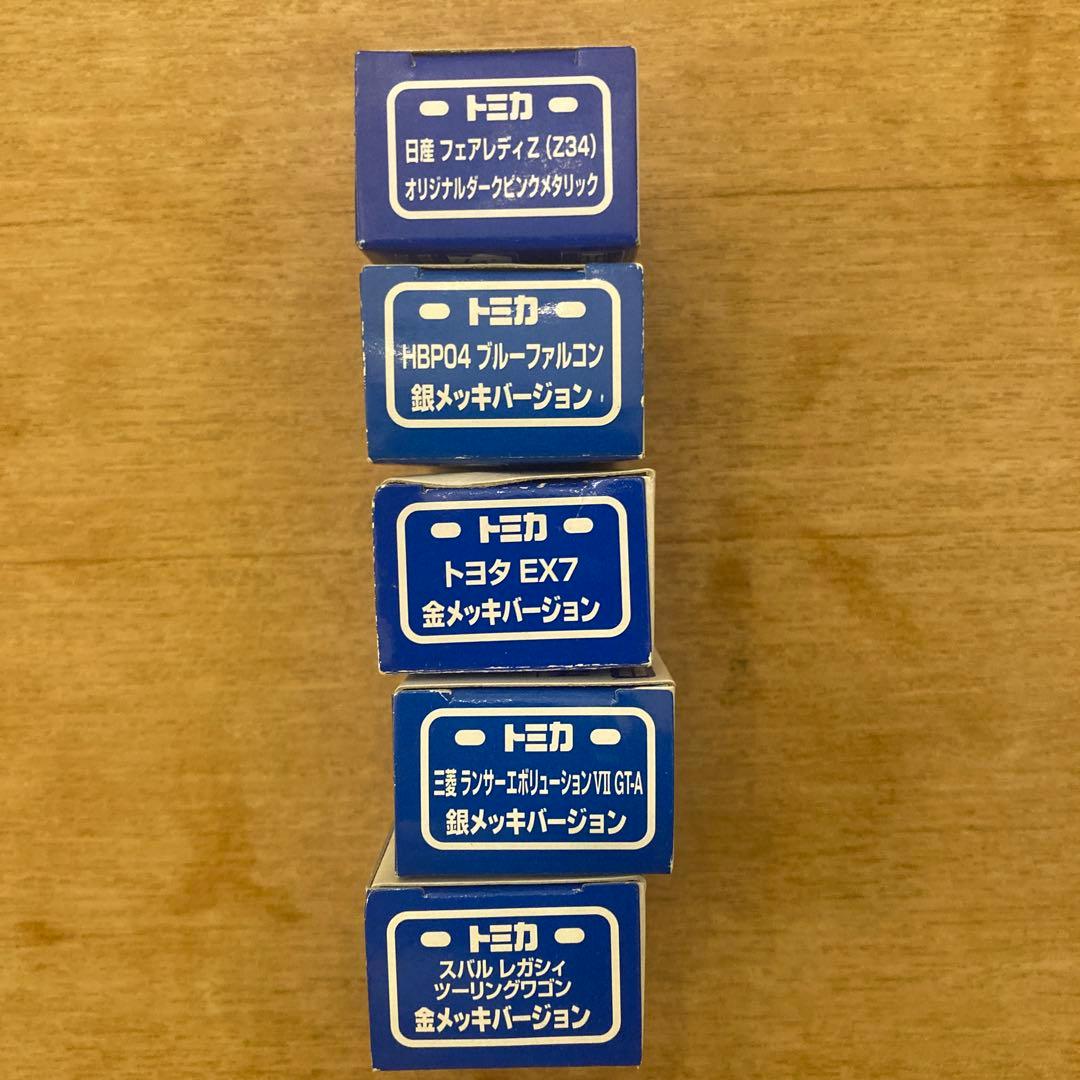 トミカ
日産 フェアレディZ(Z34)
オリジナルダークピンクメタリック
トミカ
HBP04 ブルーファルコン
銀メッキバージョン
トミカ
トヨタ EX7
金メッキバージョン
トミカ
三菱 ランサーエボリューションⅦ GT-A
銀メッキバージョン
トミカ
スバル レガシィ
ツーリングワゴン
金メッキバージョン